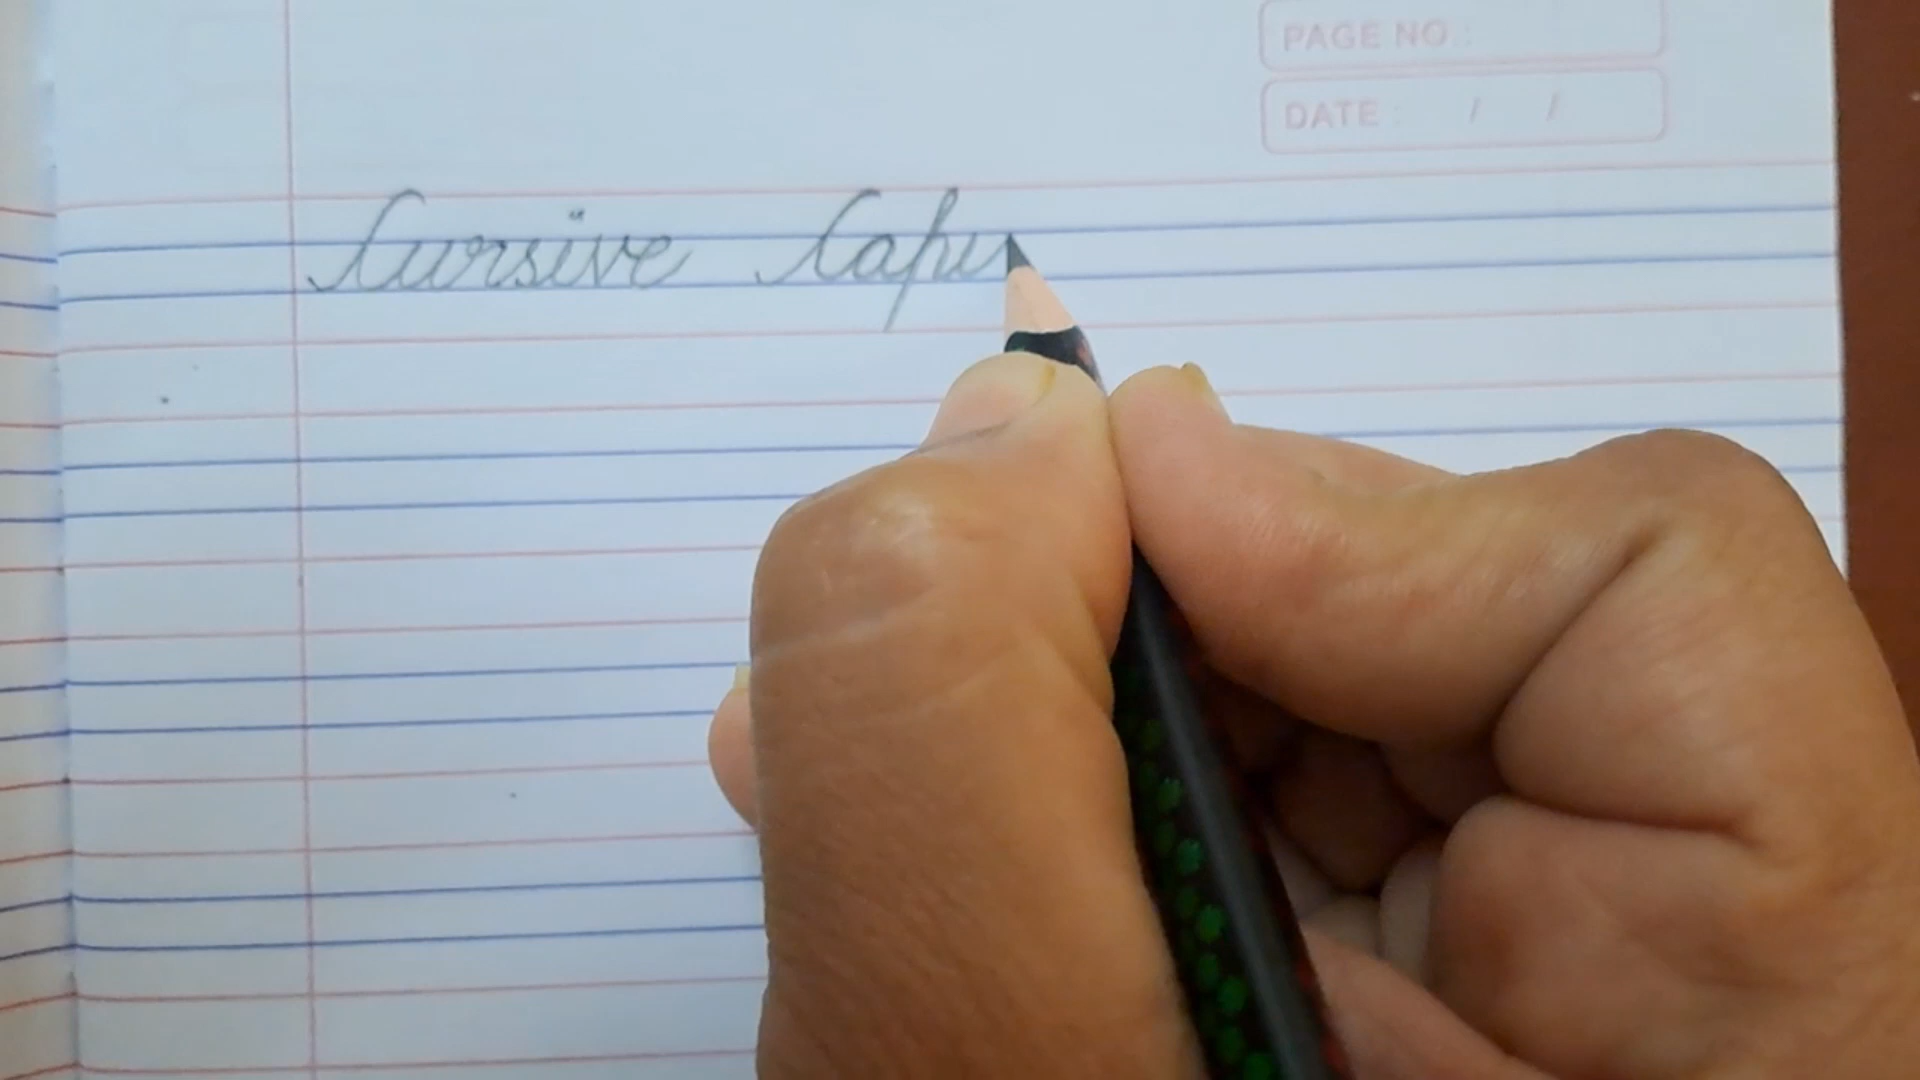 PAGE NO :
DATE : / /
Cursive Capi